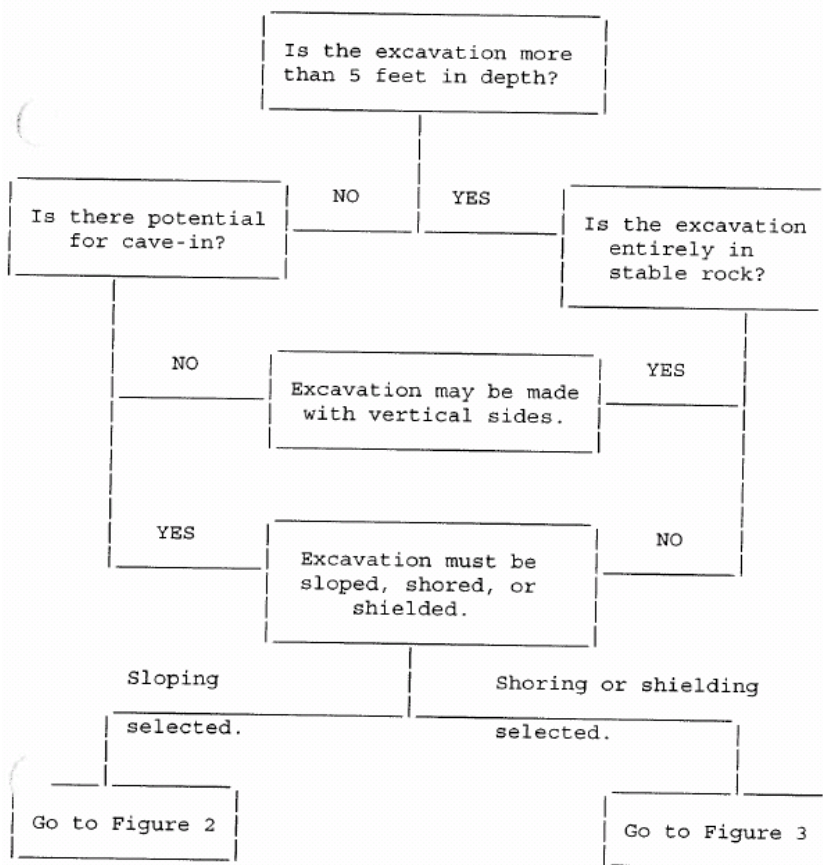 Is the excavation more
than 5 feet in depth?
NO
YES
Is there potential
for cave-in?
Is the excavation
entirely in
stable rock?
NO
Excavation may be made
with vertical sides.
YES
YES
Excavation must be
sloped, shored, or
shielded.
NO
Sloping
selected.
Shoring or shielding
selected.
Go to Figure 2
Go to Figure 3